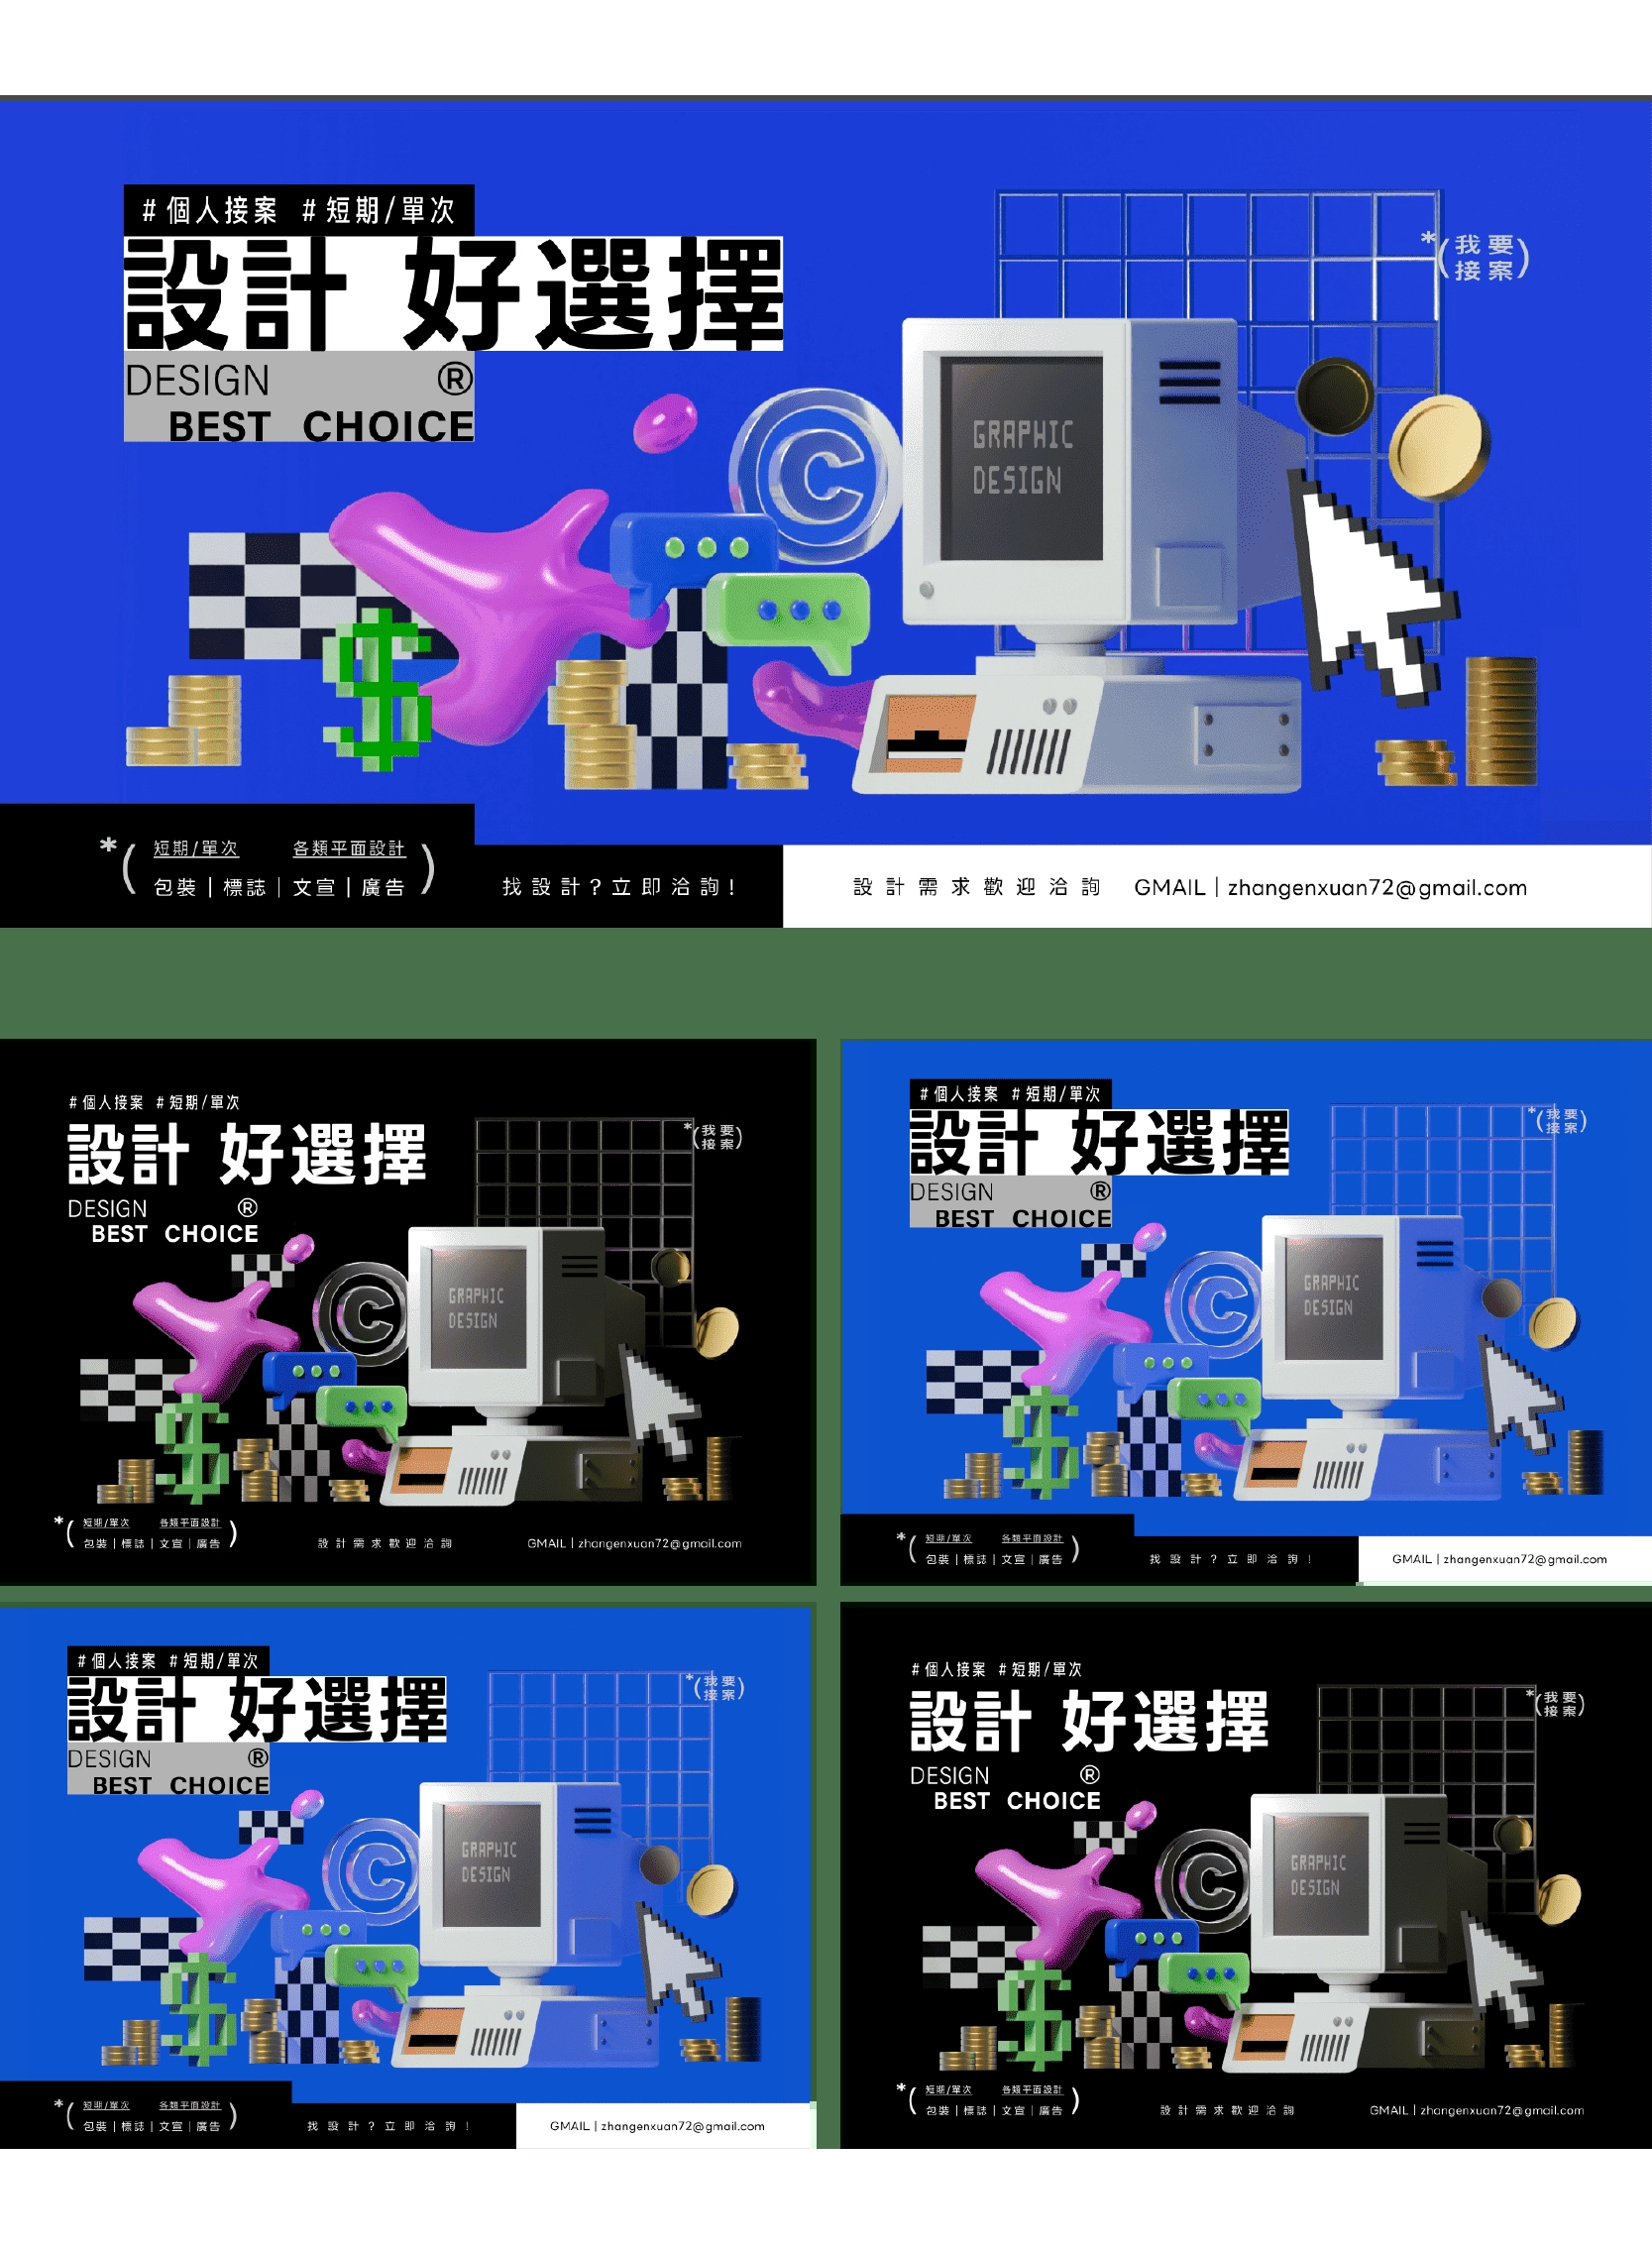 #個人接案 #短期/單次
設計 好選擇
DESIGN ®
BEST CHOICE
*(我要
接案)
GRAPHIC
DESIGN
*(短期/單次 各類平面設計
包裝|標誌|文宣|廣告)
找設計?立即洽詢!
設計需求歡迎洽詢 GMAIL|zhangenxuan72@gmail.com
#個人接案 #短期/單次
設計 好選擇
DESIGN ®
BEST CHOICE
*(我要
接案)
GRAPHIC
DESIGN
*(短期/單次 各類平面設計
包裝|標誌|文宣|廣告)
設計需求歡迎洽詢
GMAIL|zhangenxuan72@gmail.com
#個人接案 #短期/單次
設計 好選擇
DESIGN ®
BEST CHOICE
*(我要
接案)
GRAPHIC
DESIGN
*(短期/單次 各類平面設計
包裝|標誌|文宣|廣告)
找設計?立即洽詢!
GMAIL|zhangenxuan72@gmail.com
#個人接案 #短期/單次
設計 好選擇
DESIGN ®
BEST CHOICE
*(我要
接案)
GRAPHIC
DESIGN
*(短期/單次 各類平面設計
包裝|標誌|文宣|廣告)
找設計?立即洽詢!
GMAIL|zhangenxuan72@gmail.com
#個人接案 #短期/單次
設計 好選擇
DESIGN ®
BEST CHOICE
*(我要
接案)
GRAPHIC
DESIGN
*(短期/單次 各類平面設計
包裝|標誌|文宣|廣告)
設計需求歡迎洽詢
GMAIL|zhangenxuan72@gmail.com